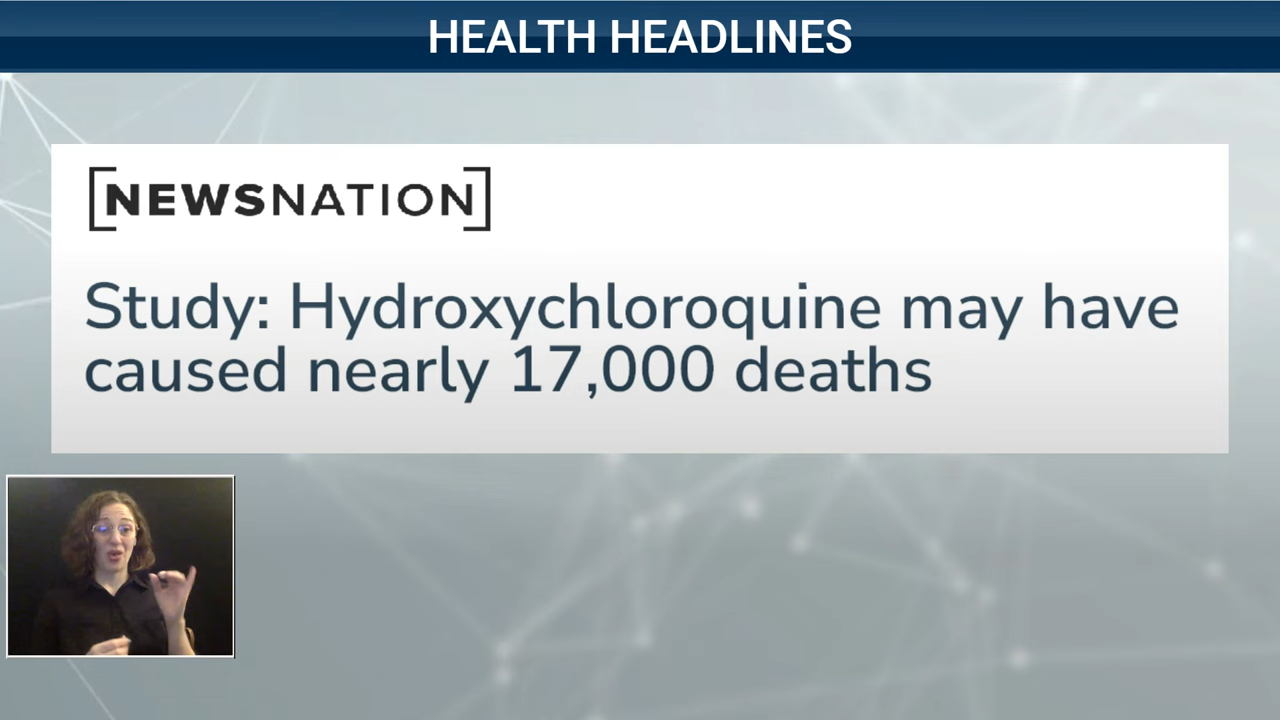 HEALTH HEADLINES
[NEWSNATION]
Study: Hydroxychloroquine may have
caused nearly 17,000 deaths